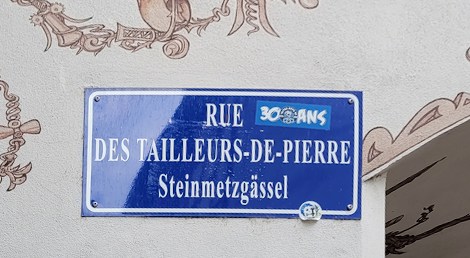 RUE 30 ANS
DES TAILLEURS-DE-PIERRE
Steinmetzgässel